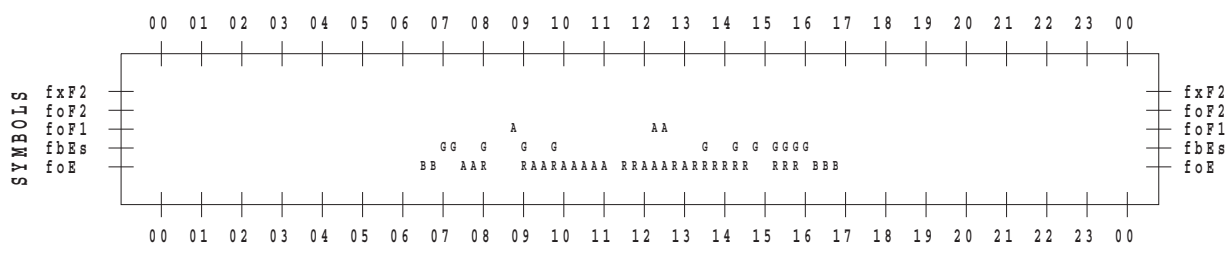 00 01 02 03 04 05 06 07 08 09 10 11 12 13 14 15 16 17 18 19 20 21 22 23 00
SYMBOLS
fxF2 fxF2
foF2 foF2
foF1 A AA foF1
fbEs GG G G G G G G GGGG fbEs
foE BB AAR RAARAAAAA RRAAARARRRRRR RRR BBB foE
00 01 02 03 04 05 06 07 08 09 10 11 12 13 14 15 16 17 18 19 20 21 22 23 00